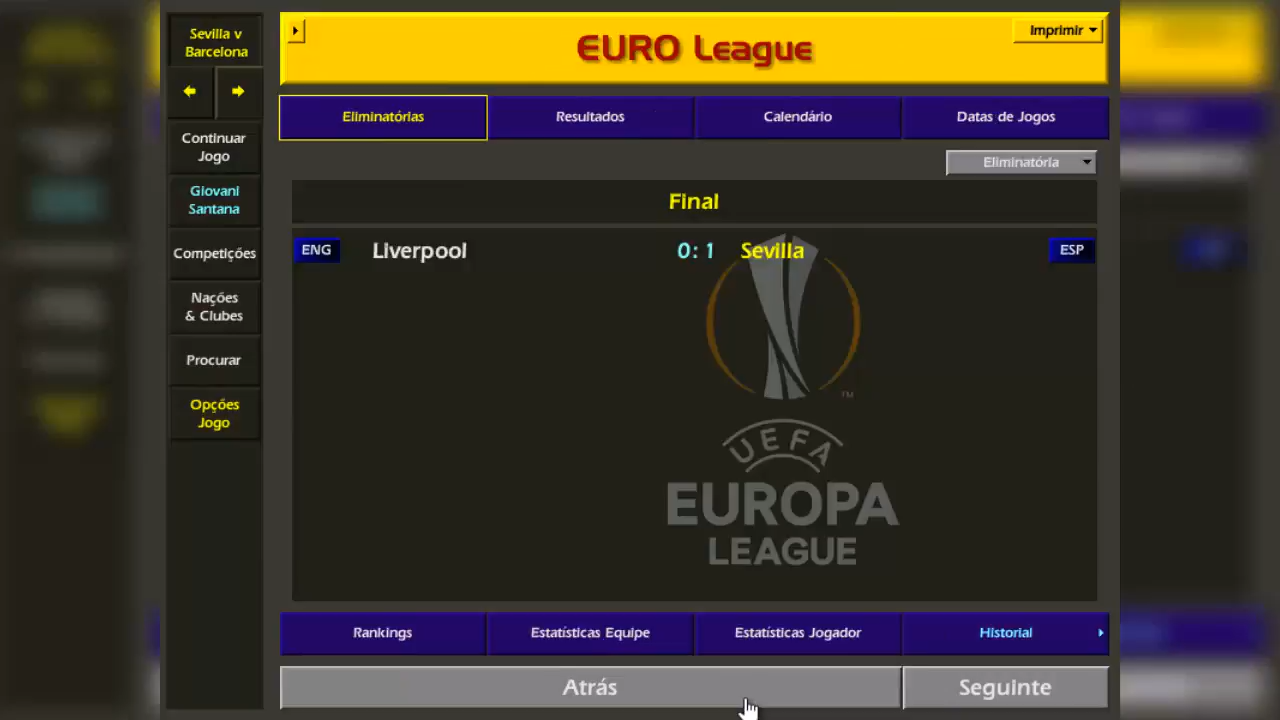 Sevilla v
Barcelona
Continuar
Jogo
Giovani
Santana
Competições
Nações
& Clubes
Procurar
Opções
Jogo
EURO League
Imprimir
Eliminatórias
Resultados
Calendário
Datas de Jogos
Eliminatória
Final
ENG Liverpool 0: 1 Sevilla ESP
TM
UEFA
EUROPA
LEAGUE
Rankings
Estatísticas Equipe
Estatísticas Jogador
Historial
Atrás
Seguinte